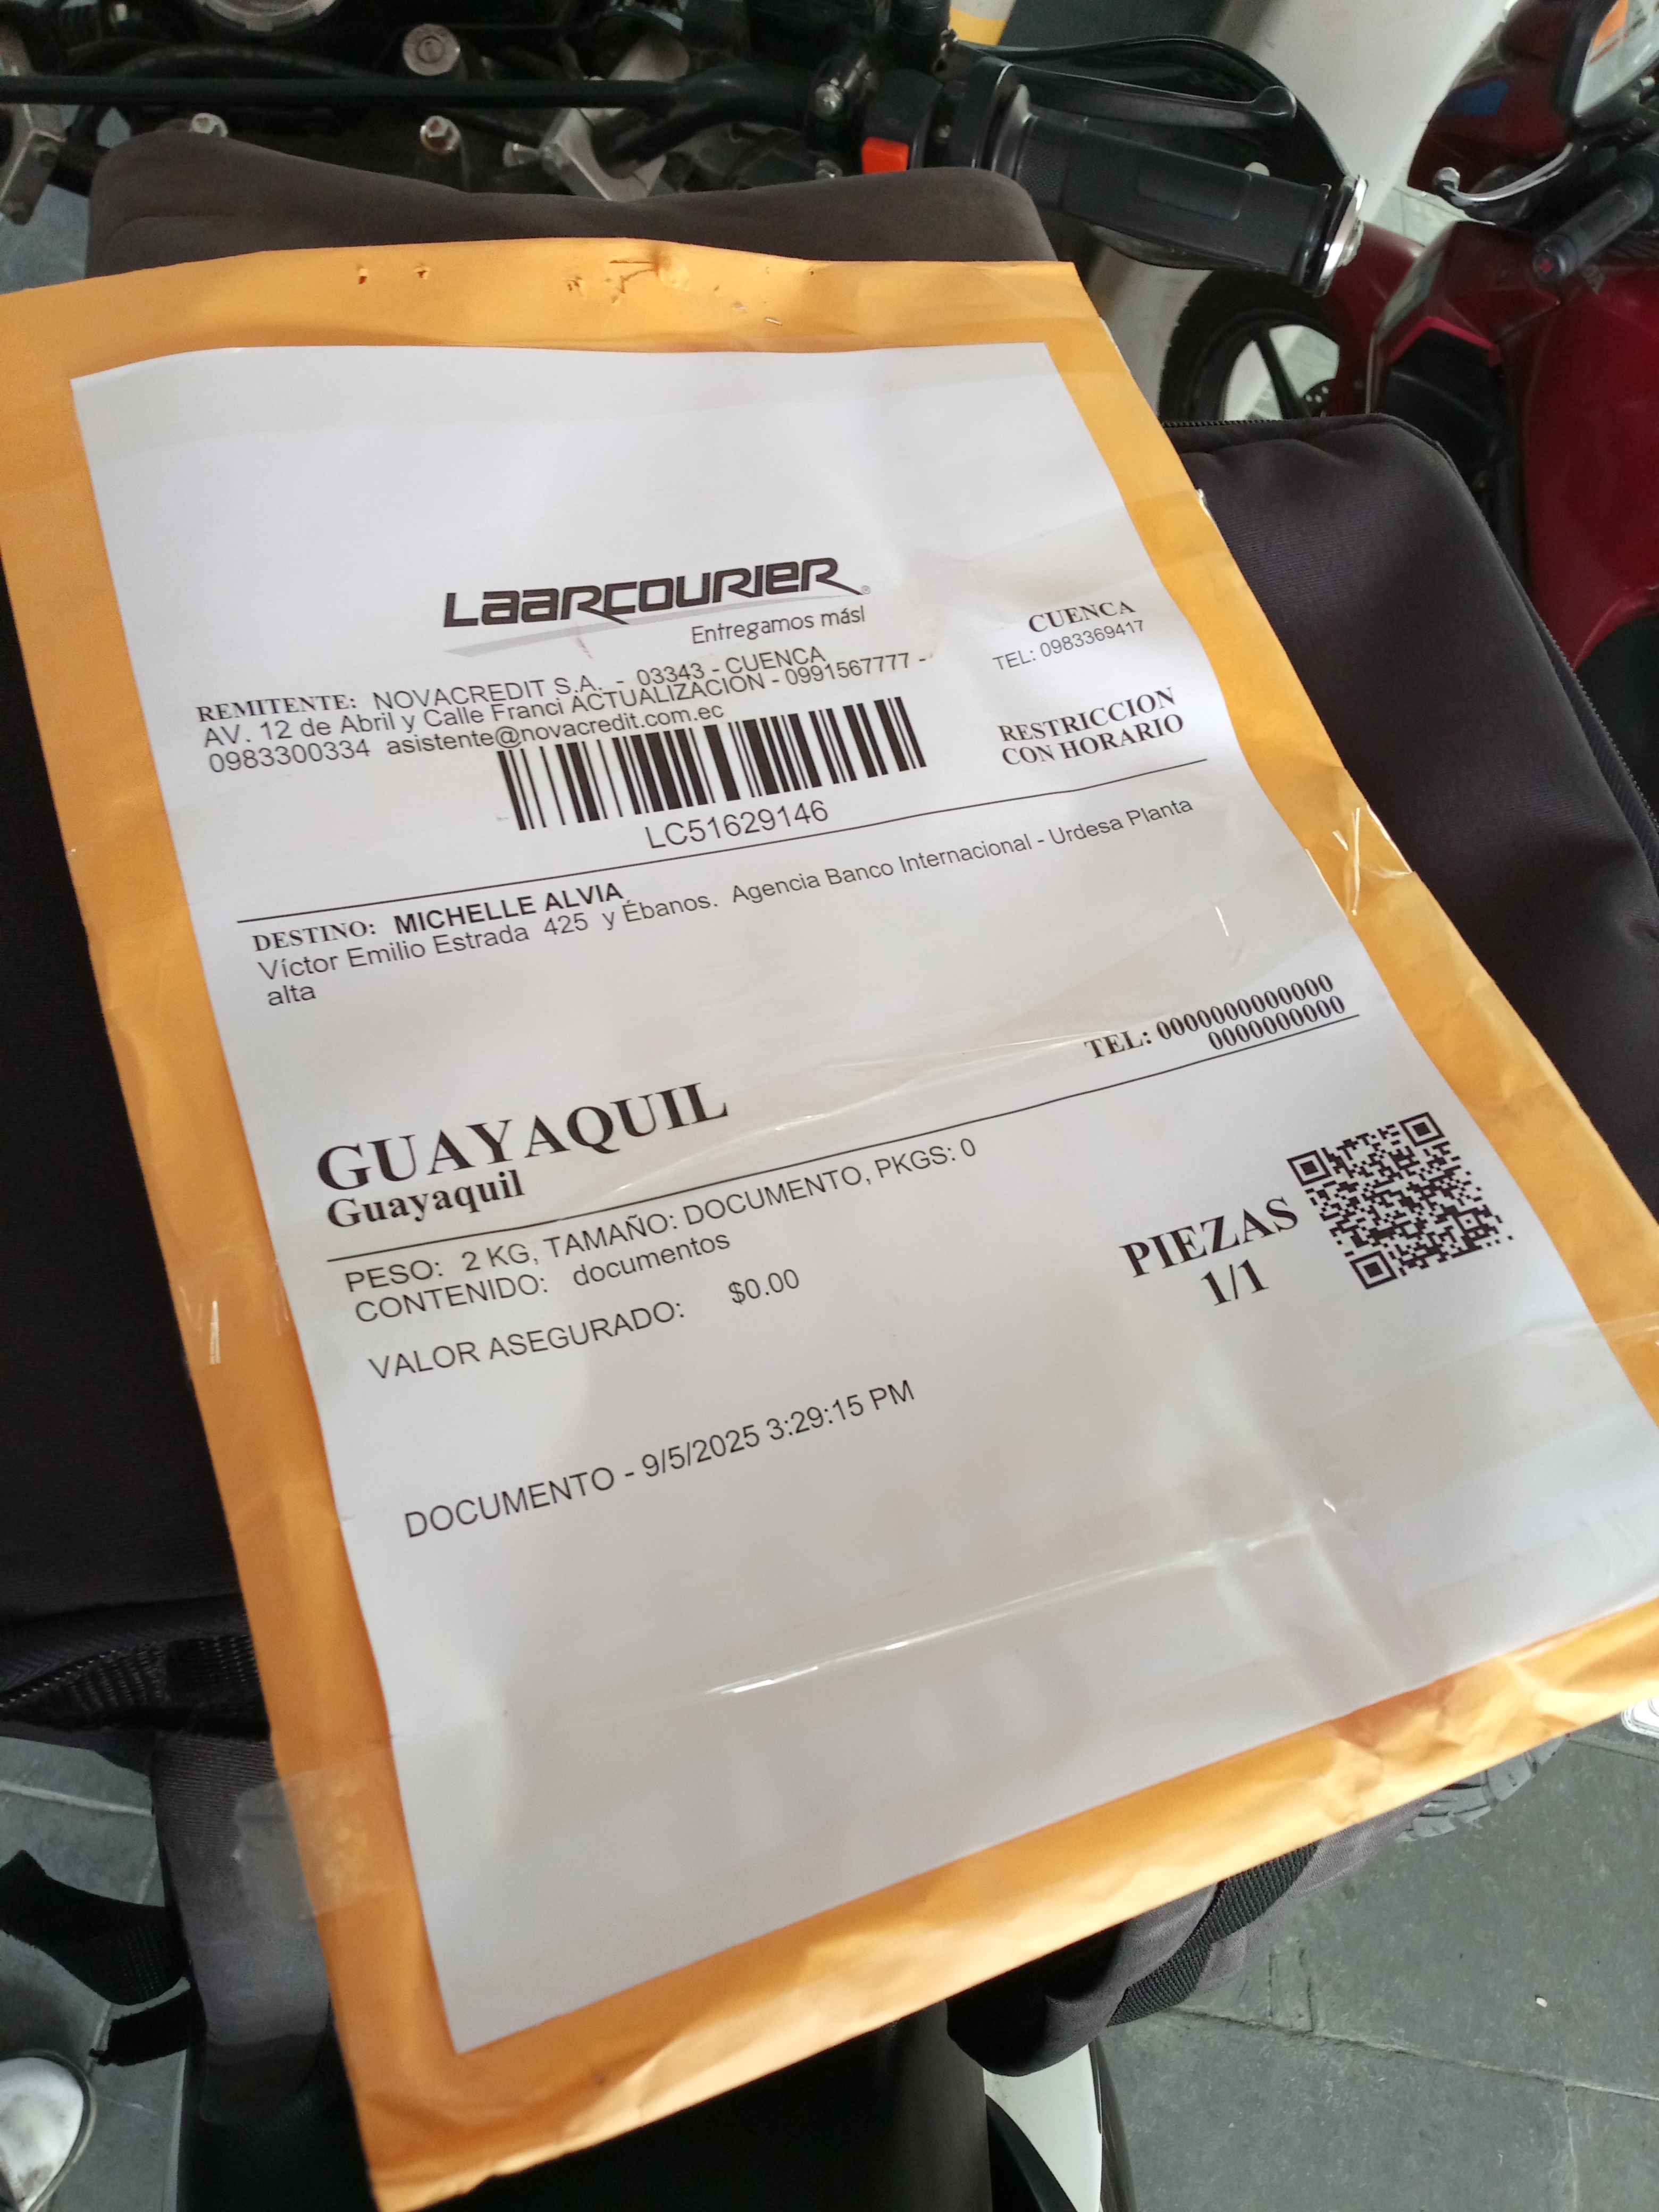 LAARCOURIER
Entregamos más!
REMITENTE: NOVACREDIT S.A. - 03343 - CUENCA
AV. 12 de Abril y Calle Franci ACTUALIZACION - 0991567777 -
0983300334 asistente@novacredit.com.ec
CUENCA
TEL: 0983369417
RESTRICCION
CON HORARIO
LC51629146
DESTINO: MICHELLE ALVIA
Víctor Emilio Estrada 425 y Ébanos. Agencia Banco Internacional - Urdesa Planta
alta
TEL: 0000000000000
0000000000
GUAYAQUIL
Guayaquil
PESO: 2 KG, TAMAÑO: DOCUMENTO, PKGS: 0
CONTENIDO: documentos
VALOR ASEGURADO: $0.00
PIEZAS
1/1
DOCUMENTO - 9/5/2025 3:29:15 PM